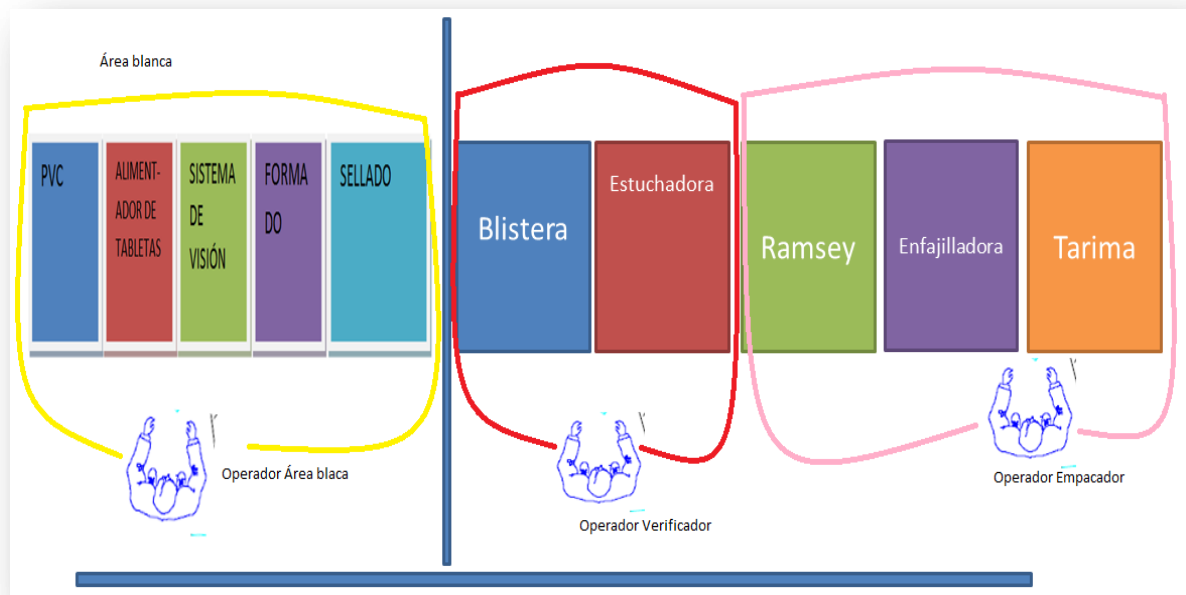 Área blanca
PVC
ALIMENT-
ADOR DE
TABLETAS
SISTEMA
DE
VISIÓN
FORMA
DO
SELLADO
Blistera
Estuchadora
Ramsey
Enfajilladora
Tarima
Operador Área blaca
Operador Verificador
Operador Empacador